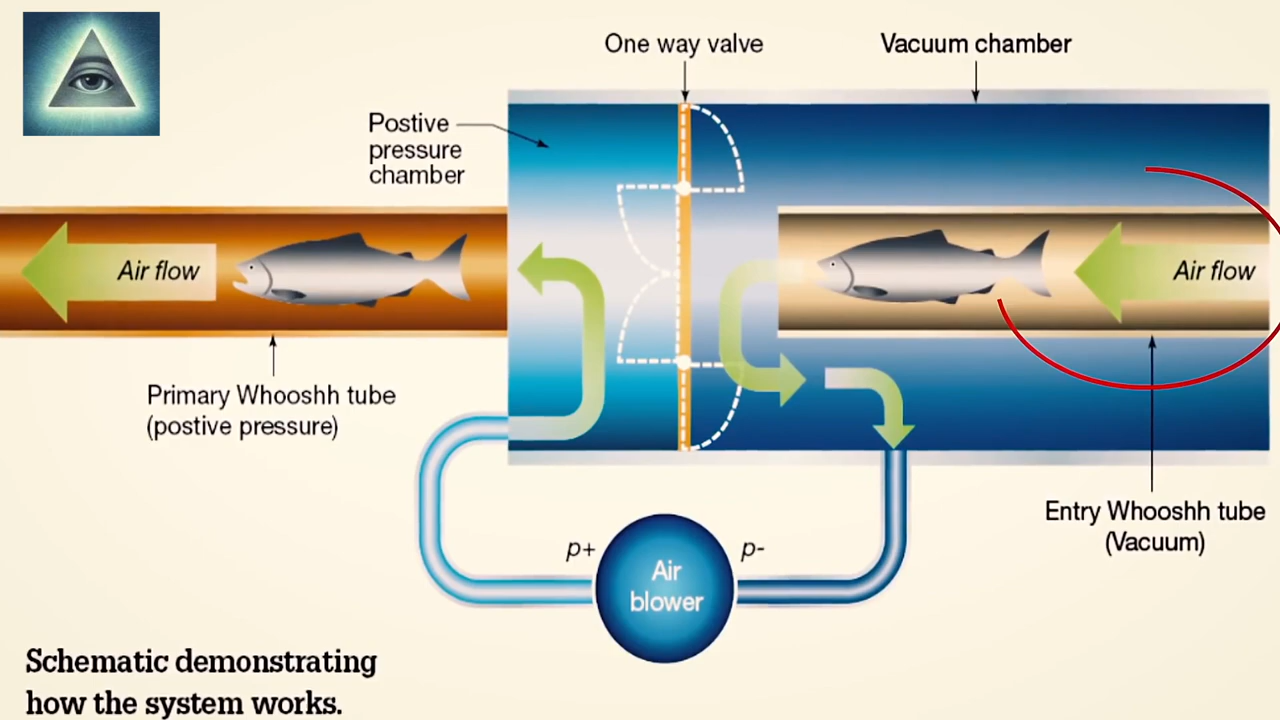 One way valve
Vacuum chamber
Postive
pressure
chamber
Air flow
Air flow
Primary Whooshh tube
(postive pressure)
Entry Whooshh tube
(Vacuum)
p+
p-
Air
blower
Schematic demonstrating
how the system works.